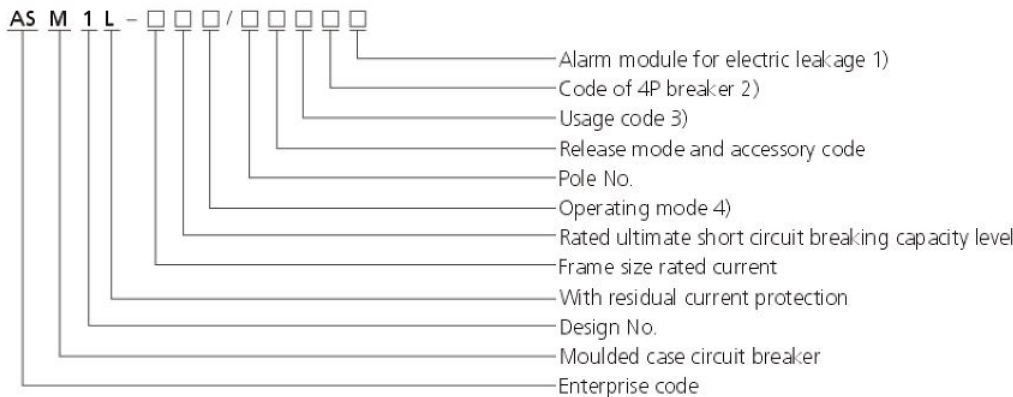 AS M 1 L - □ □ □ / □ □ □ □ □
Alarm module for electric leakage 1)
Code of 4P breaker 2)
Usage code 3)
Release mode and accessory code
Pole No.
Operating mode 4)
Rated ultimate short circuit breaking capacity level
Frame size rated current
With residual current protection
Design No.
Moulded case circuit breaker
Enterprise code